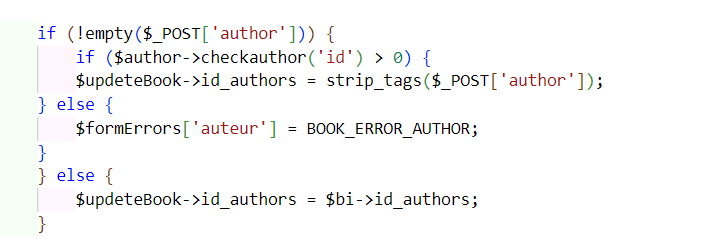 if (!empty($_POST['author'])) {
if ($author->checkauthor('id') > 0) {
$updeteBook->id_authors = strip_tags($_POST['author']);
} else {
$formErrors['auteur'] = BOOK_ERROR_AUTHOR;
}
} else {
$updeteBook->id_authors = $bi->id_authors;
}